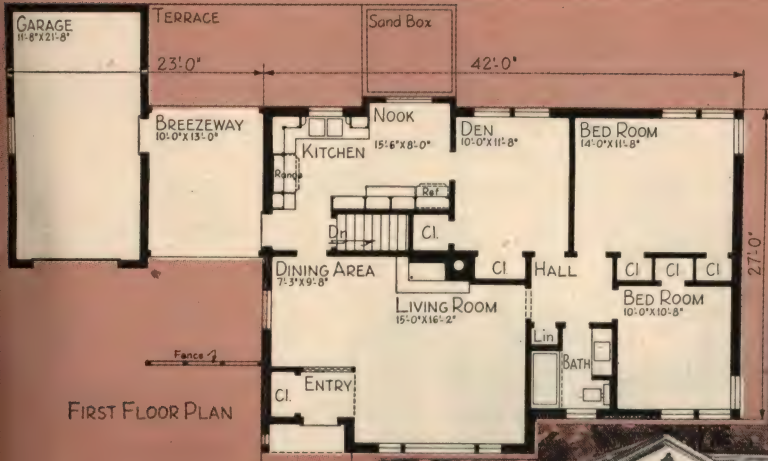 GARAGE
11'-8"X21'-8"
TERRACE
Sand Box
23'-0"
42'-0"
BREEZEWAY
10'-0"X13'-0"
NOOK
KITCHEN
15'-6"X8'-0"
Range
Ref
DEN
10'-0"X11'-8"
BED ROOM
14'-0"X11'-8"
27'-0"
Dn
Cl.
Cl
HALL
Cl
Cl
Cl
DINING AREA
7'-3"X9'-8"
LIVING ROOM
15'-0"X16'-2"
BED ROOM
10'-0"X10'-8"
Lin
BATH
Fence
Cl.
ENTRY
FIRST FLOOR PLAN